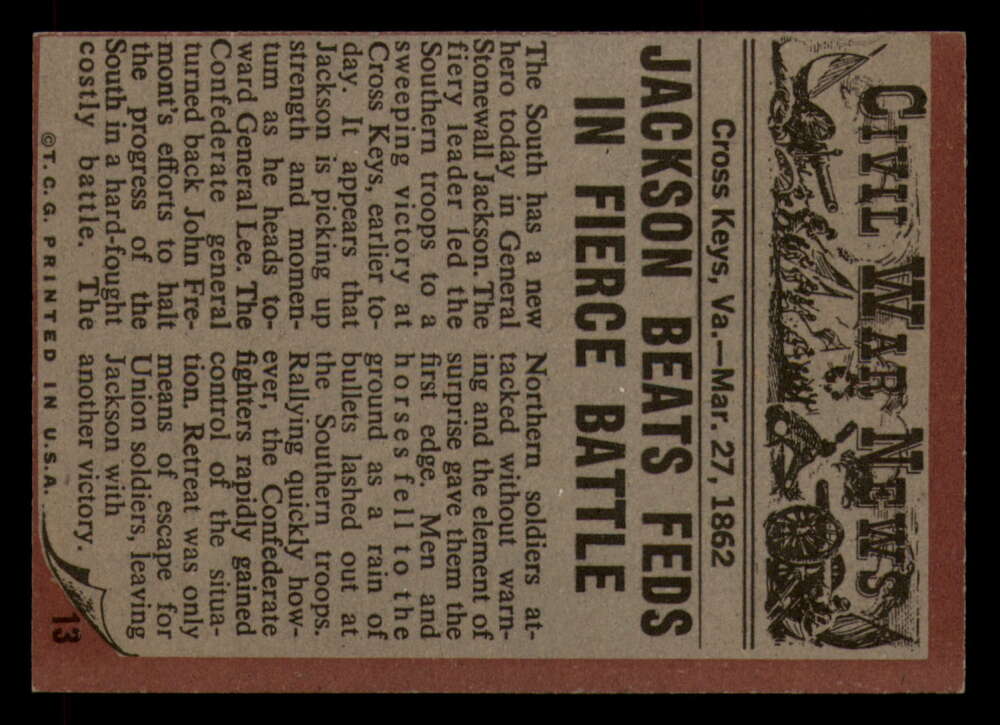 CIVIL WAR NEWS
Cross Keys, Va.—Mar. 27, 1862
JACKSON BEATS FEDS
IN FIERCE BATTLE
The South has a new
hero today in General
Stonewall Jackson. The
fiery leader led the
Southern troops to a
sweeping victory at
Cross Keys, earlier to-
day. It appears that
Jackson is picking up
strength and momen-
tum as he heads to-
ward General Lee. The
Confederate general
turned back John Fre-
mont's efforts to halt
the progress of the
South in a hard-fought
costly battle. The
Northern soldiers at-
tacked without warn-
ing and the element of
surprise gave them the
first edge. Men and
horses fell to the
ground as a rain of
bullets lashed out at
the Southern troops.
Rallying quickly how-
ever, the Confederate
fighters rapidly gained
control of the situa-
tion. Retreat was only
means of escape for
Union soldiers, leaving
Jackson with
another victory.
©T.C.G. PRINTED IN U.S.A.
13